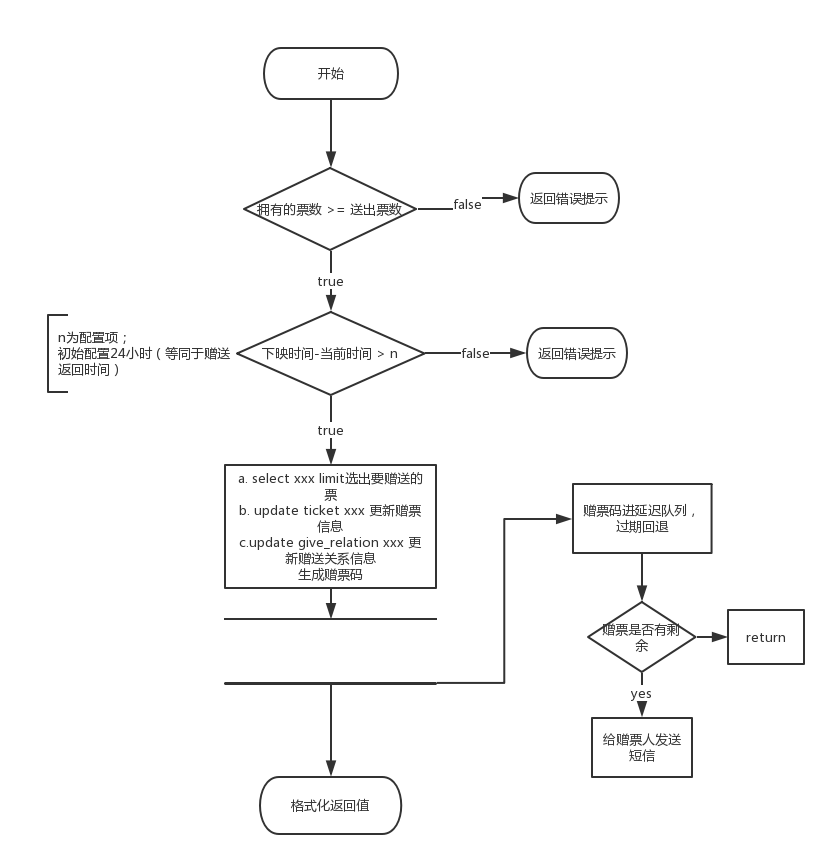 开始
拥有的票数 >= 送出票数
false
返回错误提示
true
n为配置项；
初始配置24小时（等同于赠送
返回时间）
下映时间-当前时间 > n
false
返回错误提示
true
a. select xxx limit选出要赠送的
票
b. update ticket xxx 更新赠票
信息
c.update give_relation xxx 更
新赠送关系信息
生成赠票码
赠票码进延迟队列，
过期回退
赠票是否有剩
余
return
yes
给赠票人发送
短信
格式化返回值